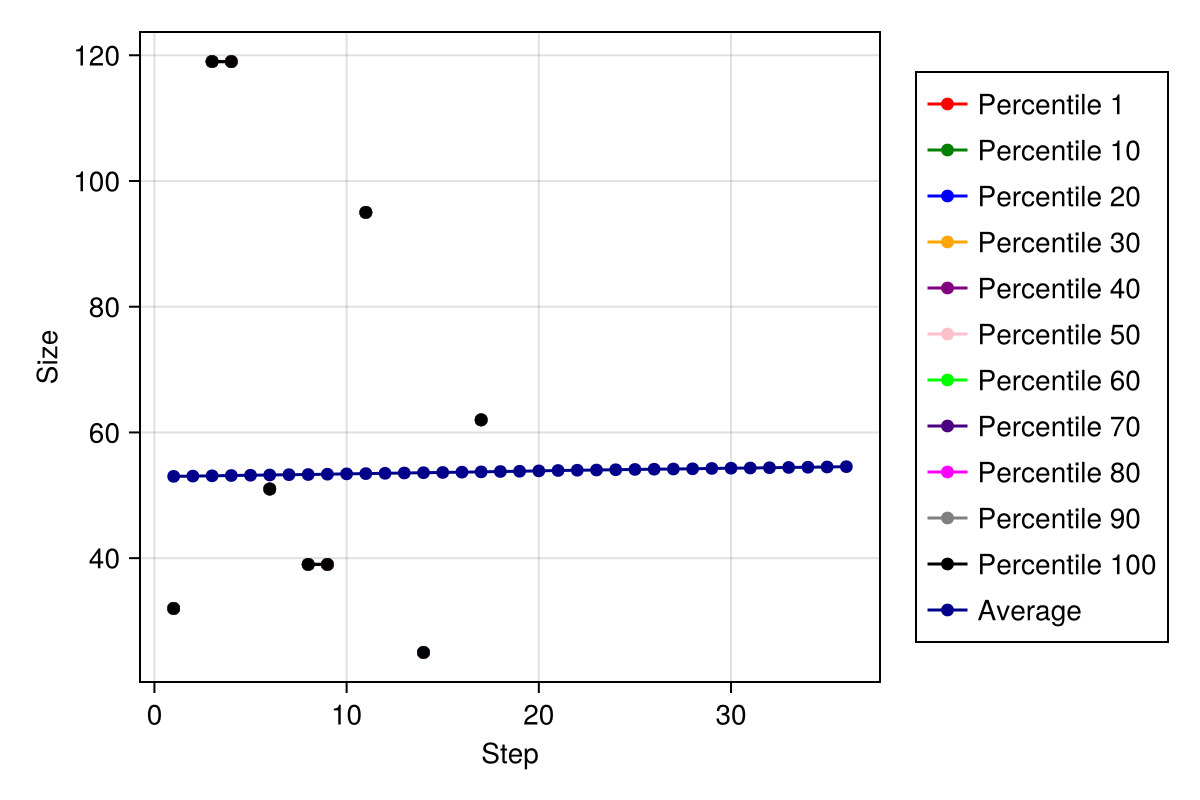 120
100
80
60
40
Size
0 10 20 30
Step
Percentile 1
Percentile 10
Percentile 20
Percentile 30
Percentile 40
Percentile 50
Percentile 60
Percentile 70
Percentile 80
Percentile 90
Percentile 100
Average